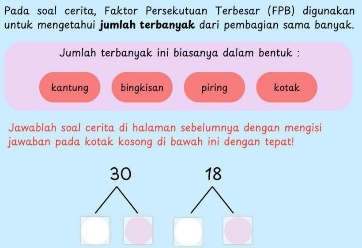 Pada soal cerita, Faktor Persekutuan Terbesar (FPB) digunakan
untuk mengetahui jumlah terbanyak dari pembagian sama banyak.
Jumlah terbanyak ini biasanya dalam bentuk :
kantung bingkisan piring kotak
Jawablah soal cerita di halaman sebelumnya dengan mengisi
jawaban pada kotak kosong di bawah ini dengan tepat!
30 18